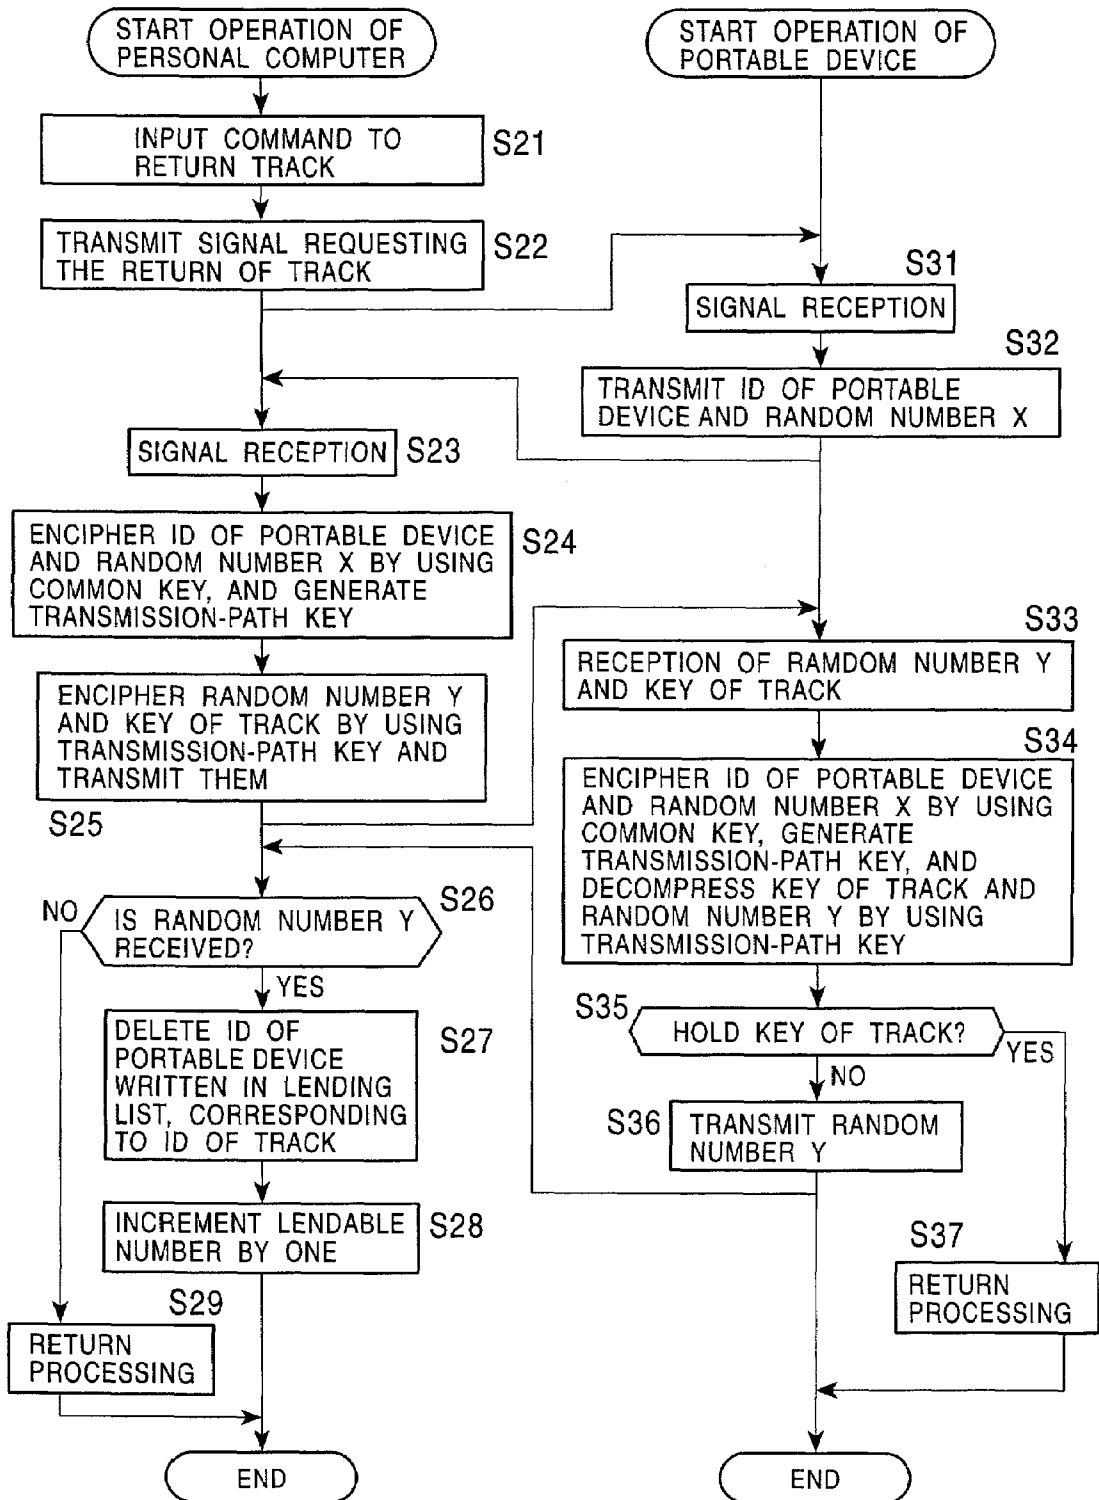 START OPERATION OF
PERSONAL COMPUTER
INPUT COMMAND TO
RETURN TRACK
S21
TRANSMIT SIGNAL REQUESTING
THE RETURN OF TRACK
S22
SIGNAL RECEPTION
S23
ENCIPHER ID OF PORTABLE DEVICE
AND RANDOM NUMBER X BY USING
COMMON KEY, AND GENERATE
TRANSMISSION-PATH KEY
S24
ENCIPHER RANDOM NUMBER Y
AND KEY OF TRACK BY USING
TRANSMISSION-PATH KEY AND
TRANSMIT THEM
S25
S26
NO
IS RANDOM NUMBER Y
RECEIVED?
YES
DELETE ID OF
PORTABLE DEVICE
WRITTEN IN LENDING
LIST, CORRESPONDING
TO ID OF TRACK
S27
INCREMENT LENDABLE
NUMBER BY ONE
S28
S29
RETURN
PROCESSING
END
START OPERATION OF
PORTABLE DEVICE
S31
SIGNAL RECEPTION
S32
TRANSMIT ID OF PORTABLE
DEVICE AND RANDOM NUMBER X
S33
RECEPTION OF RAMDOM NUMBER Y
AND KEY OF TRACK
S34
ENCIPHER ID OF PORTABLE DEVICE
AND RANDOM NUMBER X BY USING
COMMON KEY, GENERATE
TRANSMISSION-PATH KEY, AND
DECOMPRESS KEY OF TRACK AND
RANDOM NUMBER Y BY USING
TRANSMISSION-PATH KEY
S35
HOLD KEY OF TRACK?
YES
NO
S36
TRANSMIT RANDOM
NUMBER Y
S37
RETURN
PROCESSING
END